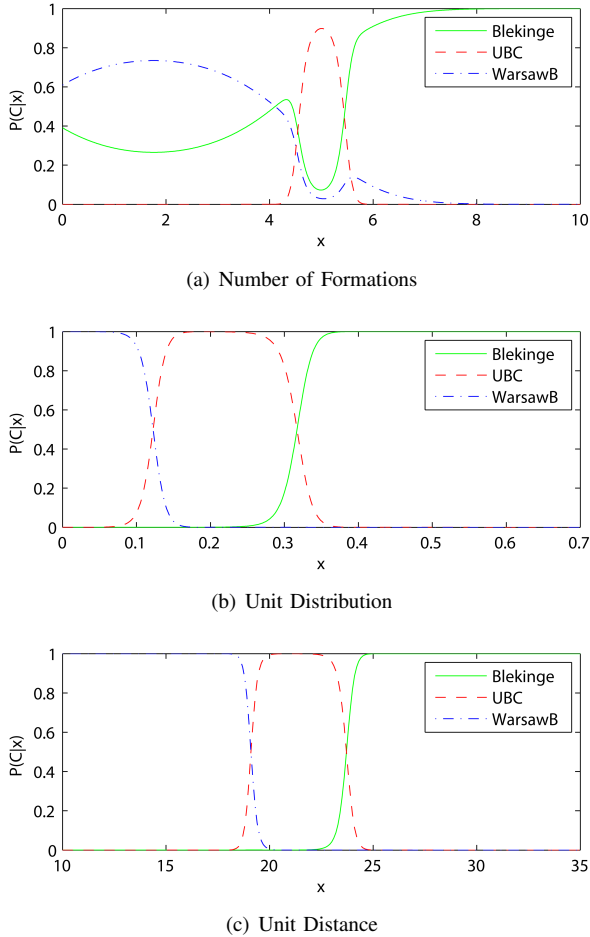 1
0.8
0.6
0.4
0.2
0
P(C|x)
Blekinge
UBC
WarsawB
0 2 4 6 8 10
x
(a) Number of Formations
1
0.8
0.6
0.4
0.2
0
P(C|x)
Blekinge
UBC
WarsawB
0 0.1 0.2 0.3 0.4 0.5 0.6 0.7
x
(b) Unit Distribution
1
0.8
0.6
0.4
0.2
0
P(C|x)
Blekinge
UBC
WarsawB
10 15 20 25 30 35
x
(c) Unit Distance